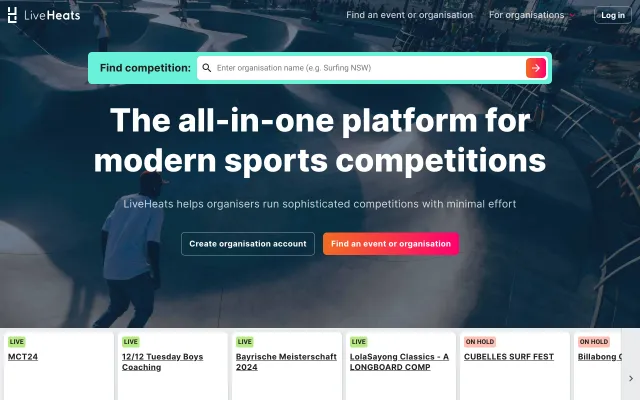 LiveHeats
Find an event or organisation
For organisations
Log in
Find competition:
Enter organisation name (e.g. Surfing NSW)
The all-in-one platform for
modern sports competitions
LiveHeats helps organisers run sophisticated competitions with minimal effort
Create organisation account
Find an event or organisation
LIVE
MCT24
LIVE
12/12 Tuesday Boys
Coaching
LIVE
Bayrische Meisterschaft
2024
LIVE
LolaSayong Classics - A
LONGBOARD COMP
ON HOLD
CUBELLES SURF FEST
ON HOLD
Billabong